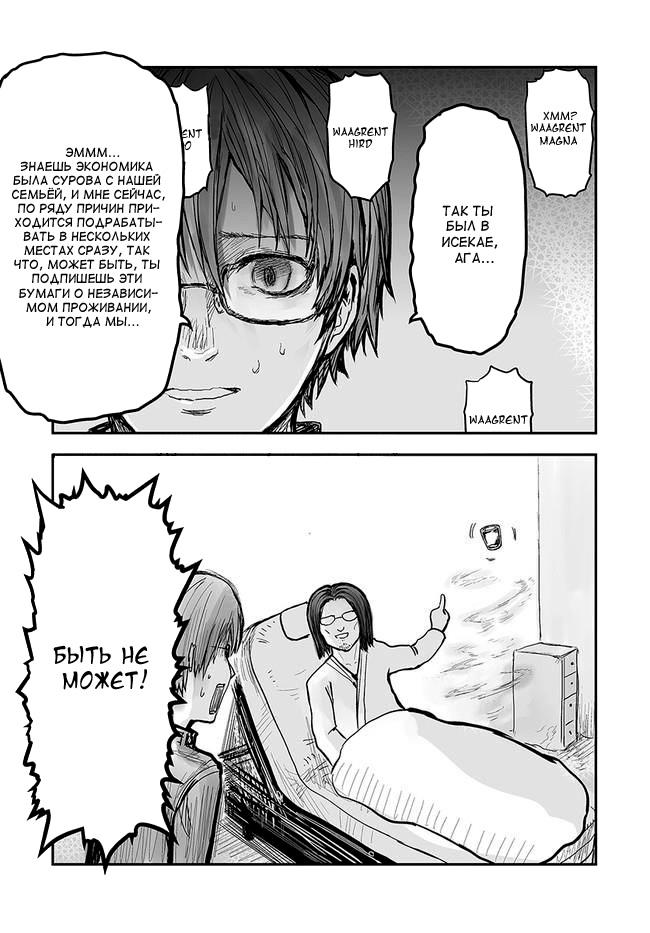 ХММ?
WAAGRENT
MAGNA
WAAGRENT
HIRD
ТАК ТЫ
БЫЛ В
ИСЕКАЕ,
АГА...
ЭМММ...
ЗНАЕШЬ ЭКОНОМИКА
БЫЛА СУРОВА С НАШЕЙ
СЕМЬЁЙ, И МНЕ СЕЙЧАС,
ПО РЯДУ ПРИЧИН ПРИ-
ХОДИТСЯ ПОДРАБАТЫ-
ВАТЬ В НЕСКОЛЬКИХ
МЕСТАХ СРАЗУ, ТАК
ЧТО, МОЖЕТ БЫТЬ, ТЫ
ПОДПИШЕШЬ ЭТИ
БУМАГИ О НЕЗАВИСИ-
МОМ ПРОЖИВАНИИ,
И ТОГДА МЫ...
WAAGRENT
БЫТЬ НЕ
МОЖЕТ!